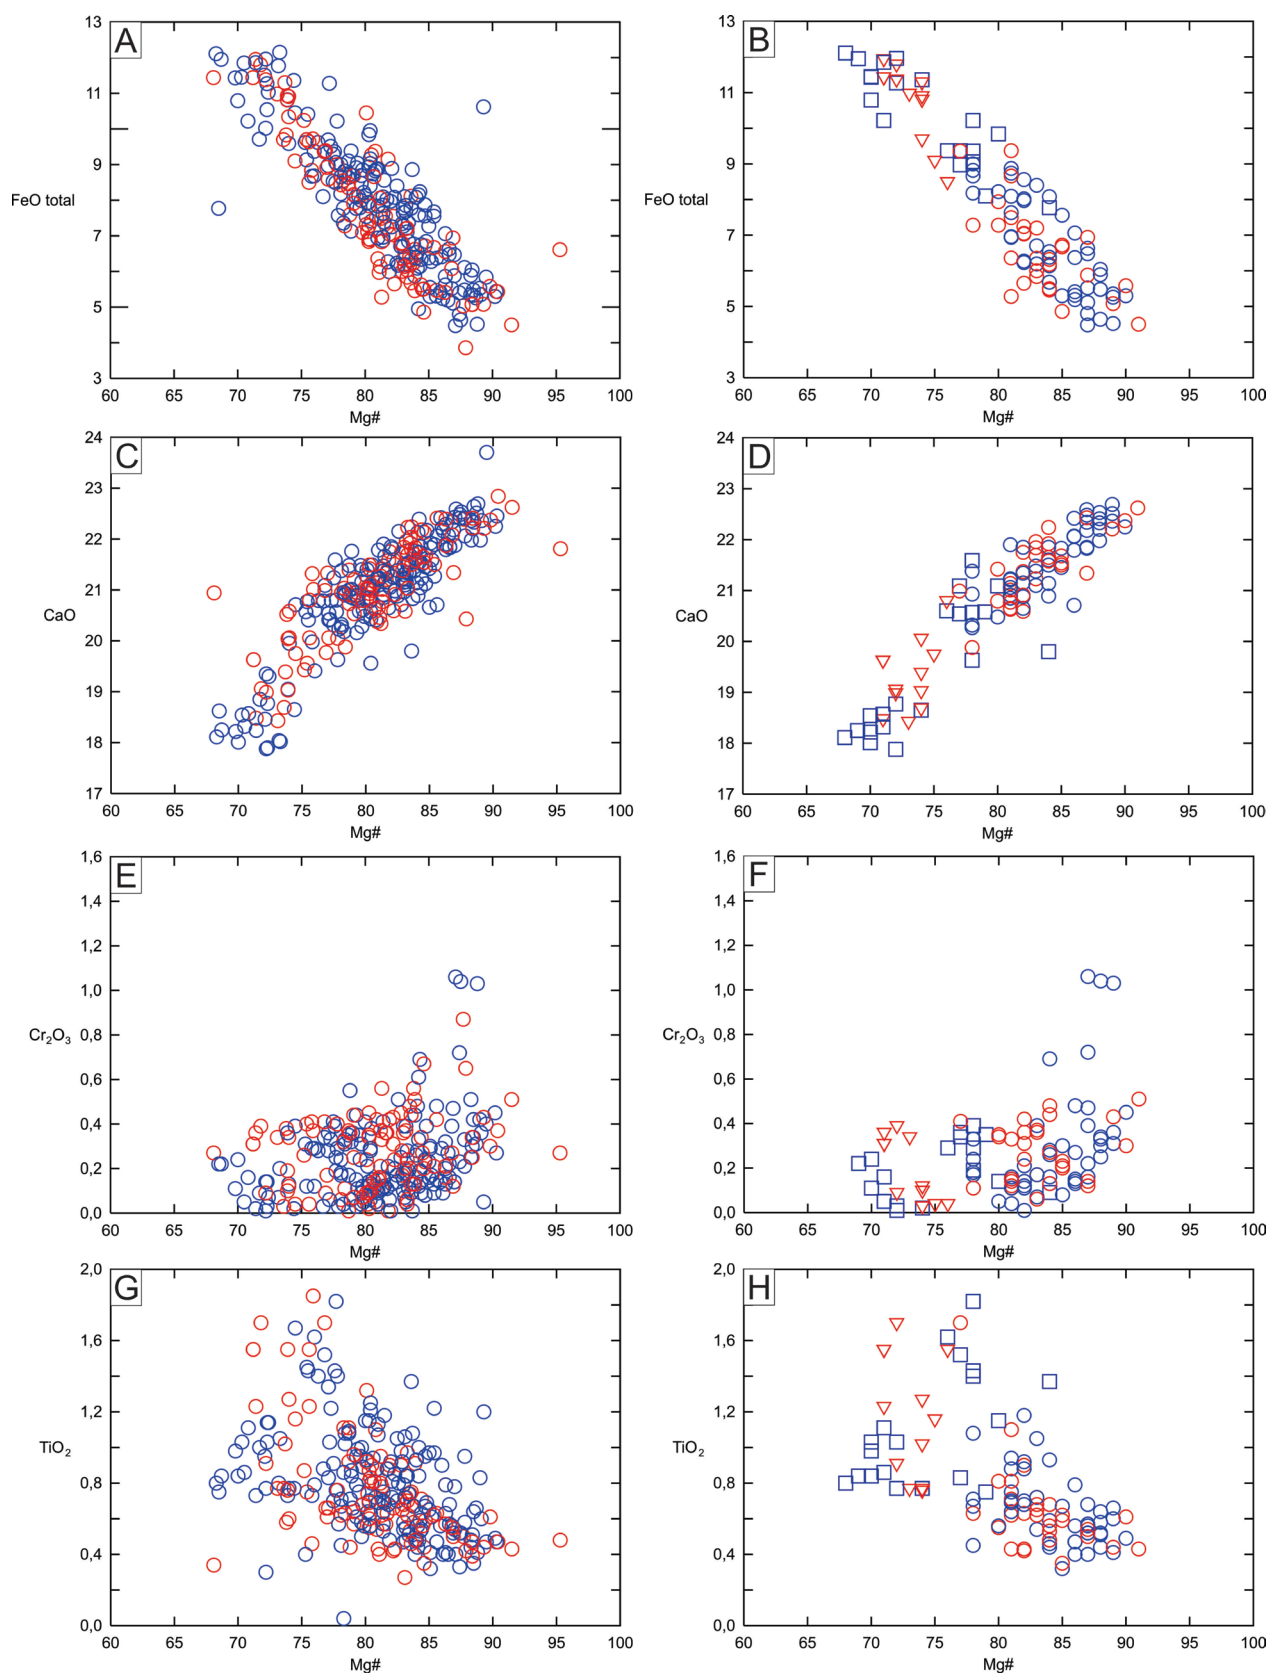 A
13
11
9
7
5
3
FeO total
60 65 70 75 80 85 90 95 100
Mg#
B
13
11
9
7
5
3
FeO total
60 65 70 75 80 85 90 95 100
Mg#
C
24
23
22
21
20
19
18
17
CaO
60 65 70 75 80 85 90 95 100
Mg#
D
24
23
22
21
20
19
18
17
CaO
60 65 70 75 80 85 90 95 100
Mg#
E
1,6
1,4
1,2
1,0
0,8
0,6
0,4
0,2
0,0
Cr₂O₃
60 65 70 75 80 85 90 95 100
Mg#
F
1,6
1,4
1,2
1,0
0,8
0,6
0,4
0,2
0,0
Cr₂O₃
60 65 70 75 80 85 90 95 100
Mg#
G
2,0
1,6
1,2
0,8
0,4
0,0
TiO₂
60 65 70 75 80 85 90 95 100
Mg#
H
2,0
1,6
1,2
0,8
0,4
0,0
TiO₂
60 65 70 75 80 85 90 95 100
Mg#